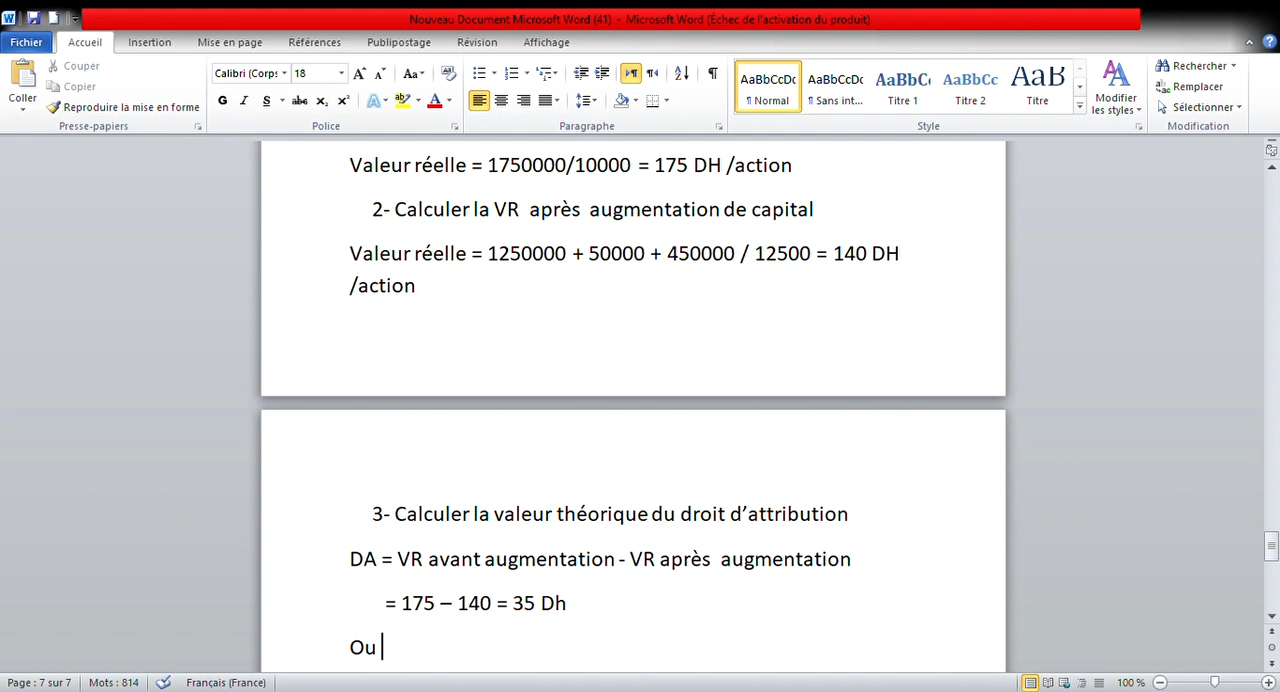 Nouveau Document Microsoft Word (41) - Microsoft Word (Échec de l'activation du produit)
Fichier Accueil Insertion Mise en page Références Publipostage Révision Affichage
Coller
Couper
Copier
Reproduire la mise en forme
Presse-papiers
Calibri (Corps 18
Police
Paragraphe
AaBbCcDc AaBbCcDc AaBbC AaBbCc AaB
¶ Normal ¶ Sans int... Titre 1 Titre 2 Titre
Style
Modifier les styles
Rechercher
Remplacer
Sélectionner
Modification
Valeur réelle = 1750000/10000 = 175 DH /action
2- Calculer la VR après augmentation de capital
Valeur réelle = 1250000 + 50000 + 450000 / 12500 = 140 DH
/action
3- Calculer la valeur théorique du droit d’attribution
DA = VR avant augmentation - VR après augmentation
= 175 – 140 = 35 Dh
Ou
Page : 7 sur 7 Mots : 814 Français (France) 100 %